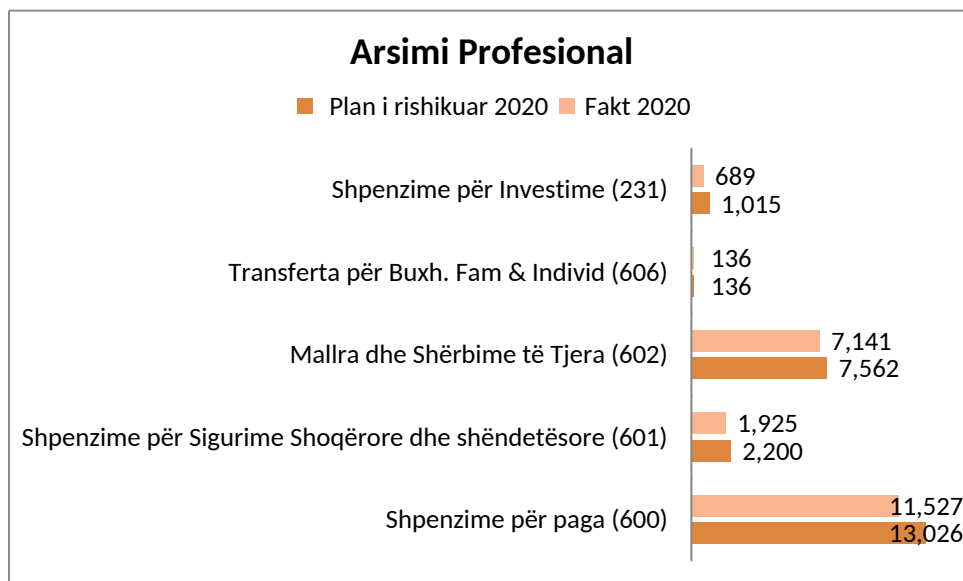 Arsimi Profesional
Plan i rishikuar 2020 Fakt 2020
Shpenzime për Investime (231)
689
1,015
Transferta për Buxh. Fam & Individ (606)
136
136
Mallra dhe Shërbime të Tjera (602)
7,141
7,562
Shpenzime për Sigurime Shoqërore dhe shëndetësore (601)
1,925
2,200
Shpenzime për paga (600)
11,527
13,026